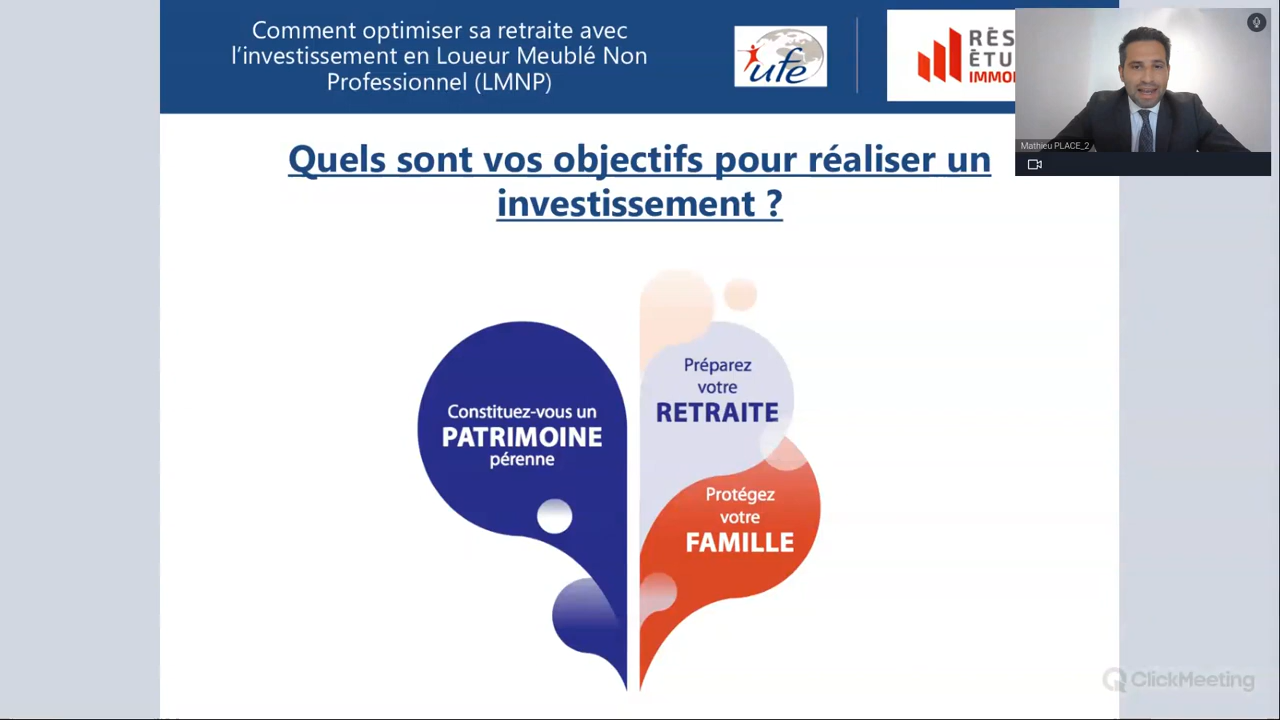 Comment optimiser sa retraite avec
l'investissement en Loueur Meublé Non
Professionnel (LMNP)
ufe
IMMO
Mathieu PLACE_2
Quels sont vos objectifs pour réaliser un
investissement ?
Constituez-vous un
PATRIMOINE
pérenne
Préparez
votre
RETRAITE
Protégez
votre
FAMILLE
ClickMeeting